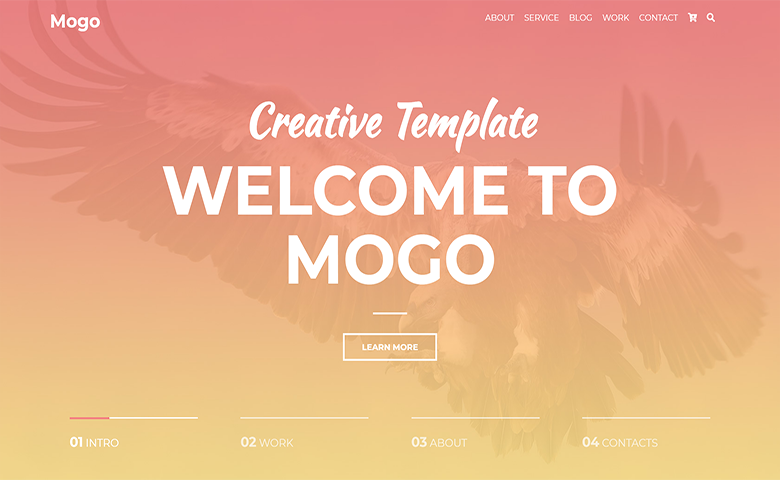 Mogo
ABOUT SERVICE BLOG WORK CONTACT
Creative Template
WELCOME TO
MOGO
LEARN MORE
01 INTRO
02 WORK
03 ABOUT
04 CONTACTS